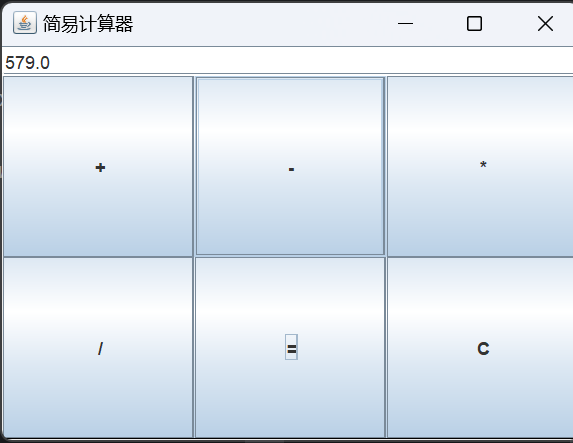 简易计算器
579.0
+ - *
/ = C